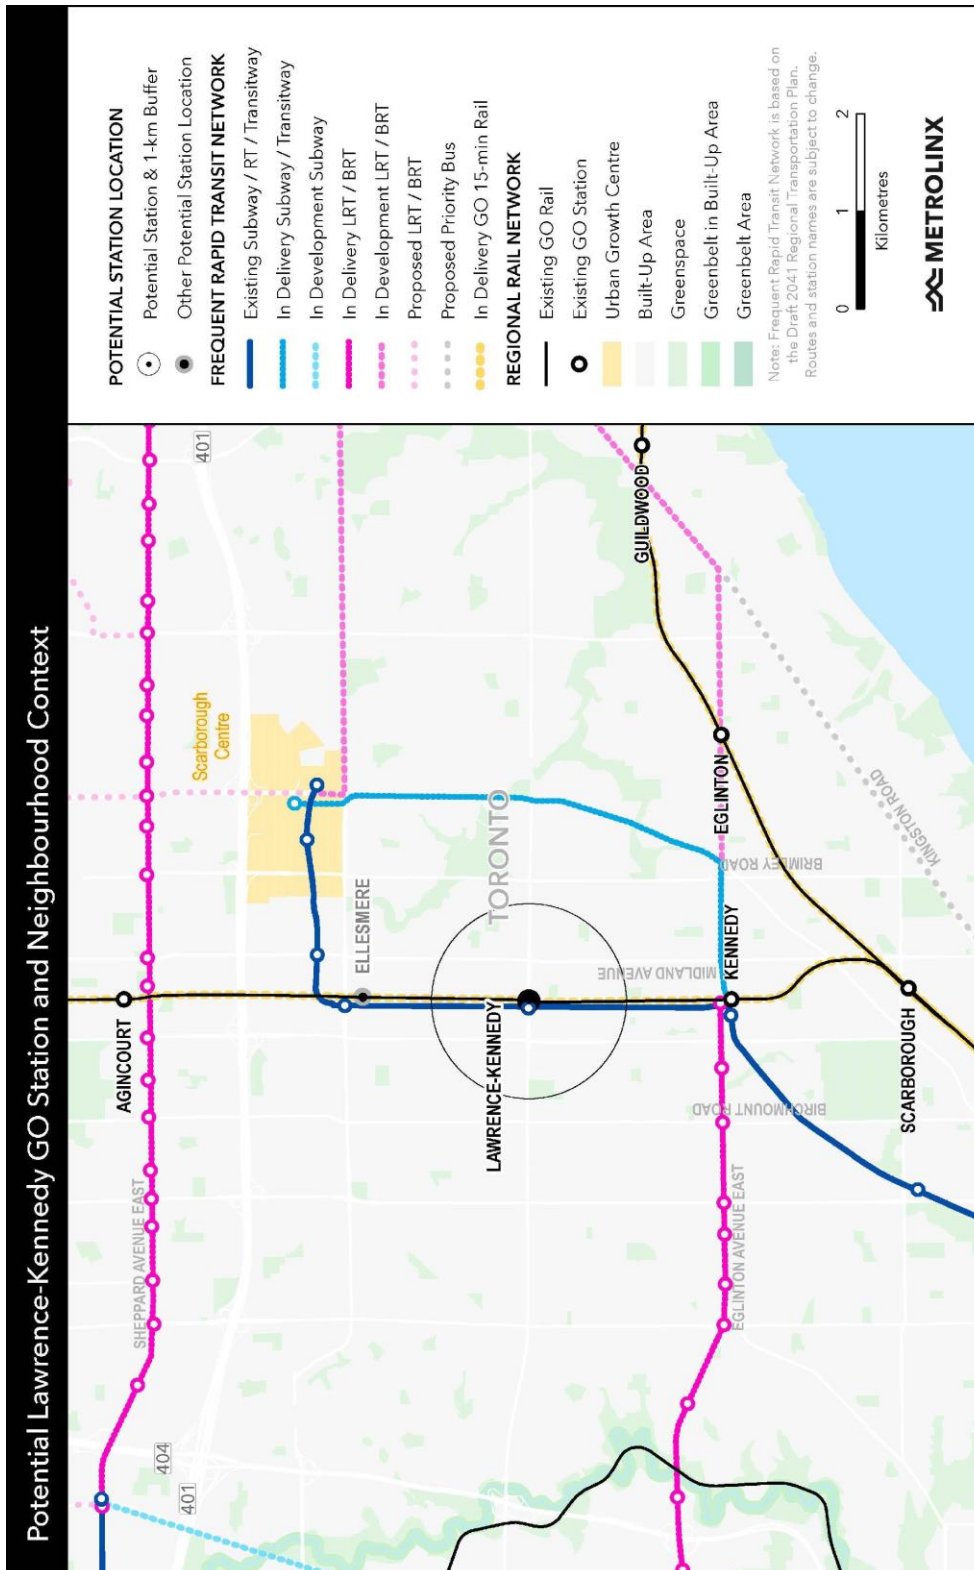 Potential Lawrence-Kennedy GO Station and Neighbourhood Context
401
404
401
SHEPPARD AVENUE EAST
AGINCOURT
Scarborough
Centre
401
ELLESMERE
TORONTO
LAWRENCE-KENNEDY
MIDLAND AVENUE
KENNEDY
EGLINTON
BRIMLEY ROAD
BIRCHMOUNT ROAD
EGLINTON AVENUE EAST
GUILDWOOD
KINGSTON ROAD
SCARBOROUGH
POTENTIAL STATION LOCATION
Potential Station & 1-km Buffer
Other Potential Station Location
FREQUENT RAPID TRANSIT NETWORK
Existing Subway / RT / Transitway
In Delivery Subway / Transitway
In Development Subway
In Delivery LRT / BRT
In Development LRT / BRT
Proposed LRT / BRT
Proposed Priority Bus
In Delivery GO 15-min Rail
REGIONAL RAIL NETWORK
Existing GO Rail
Existing GO Station
Urban Growth Centre
Built-Up Area
Greenspace
Greenbelt in Built-Up Area
Greenbelt Area
Note: Frequent Rapid Transit Network is based on
the Draft 2041 Regional Transportation Plan.
Routes and station names are subject to change.
0 1 2
Kilometres
METROLINX